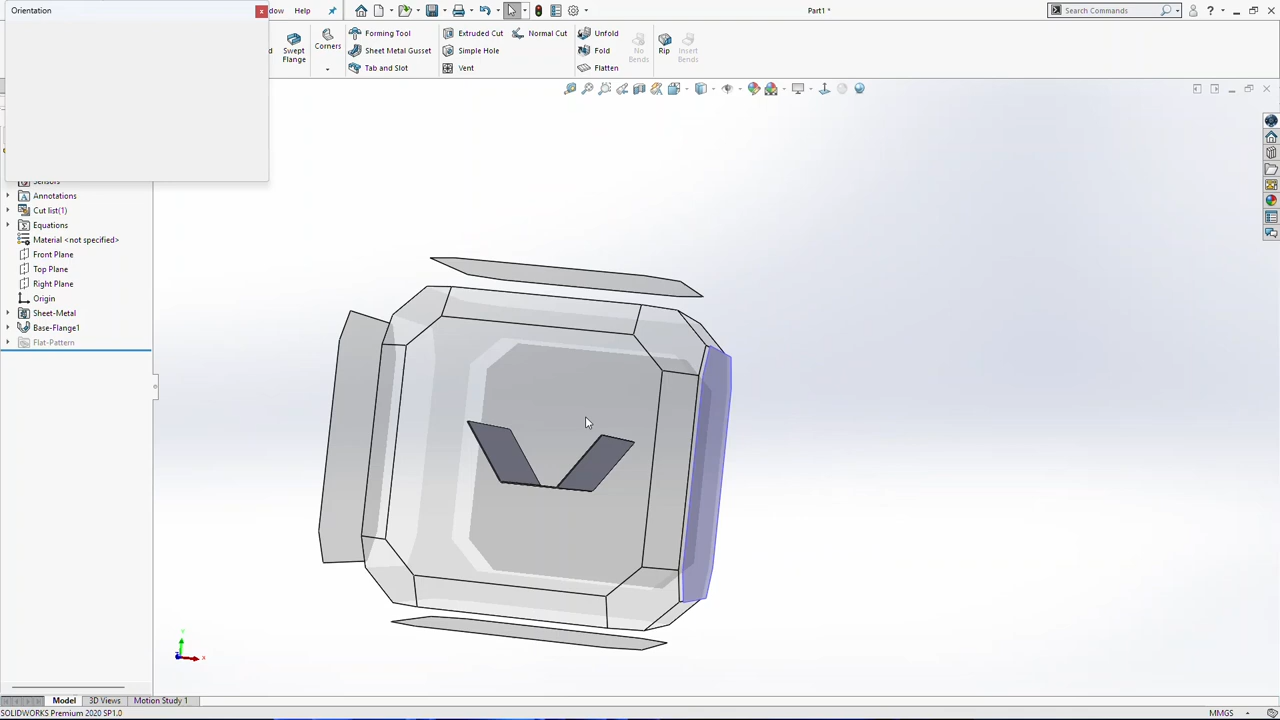 Orientation
ndow
Help
Part1 *
Search Commands
Swept
Flange
Corners
Forming Tool
Sheet Metal Gusset
Tab and Slot
Extruded Cut
Simple Hole
Vent
Normal Cut
Unfold
Fold
Flatten
No
Bends
Rip
Insert
Bends
Sensors
Annotations
Cut list(1)
Equations
Material <not specified>
Front Plane
Top Plane
Right Plane
Origin
Sheet-Metal
Base-Flange1
Flat-Pattern
Y
X
Model
3D Views
Motion Study 1
SOLIDWORKS Premium 2020 SP1.0
MMGS